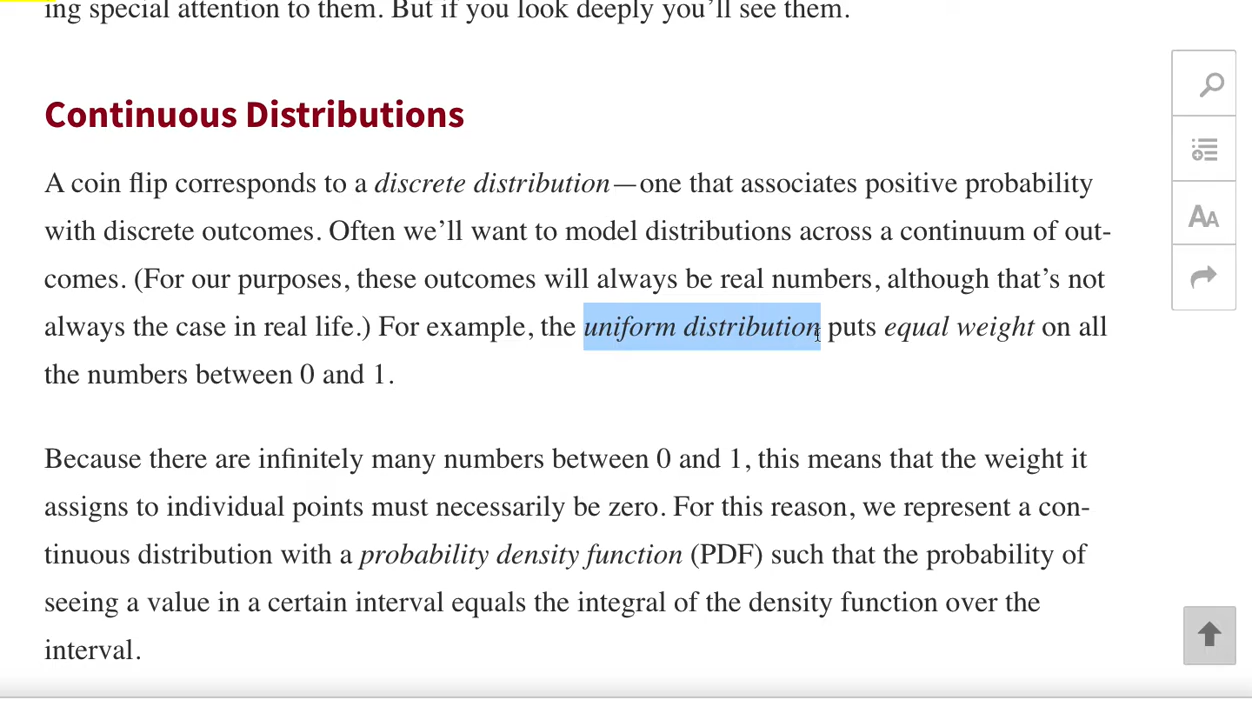 ing special attention to them. But if you look deeply you’ll see them.
Continuous Distributions
A coin flip corresponds to a discrete distribution—one that associates positive probability
with discrete outcomes. Often we’ll want to model distributions across a continuum of out-
comes. (For our purposes, these outcomes will always be real numbers, although that’s not
always the case in real life.) For example, the uniform distribution puts equal weight on all
the numbers between 0 and 1.
Because there are infinitely many numbers between 0 and 1, this means that the weight it
assigns to individual points must necessarily be zero. For this reason, we represent a con-
tinuous distribution with a probability density function (PDF) such that the probability of
seeing a value in a certain interval equals the integral of the density function over the
interval.
AA